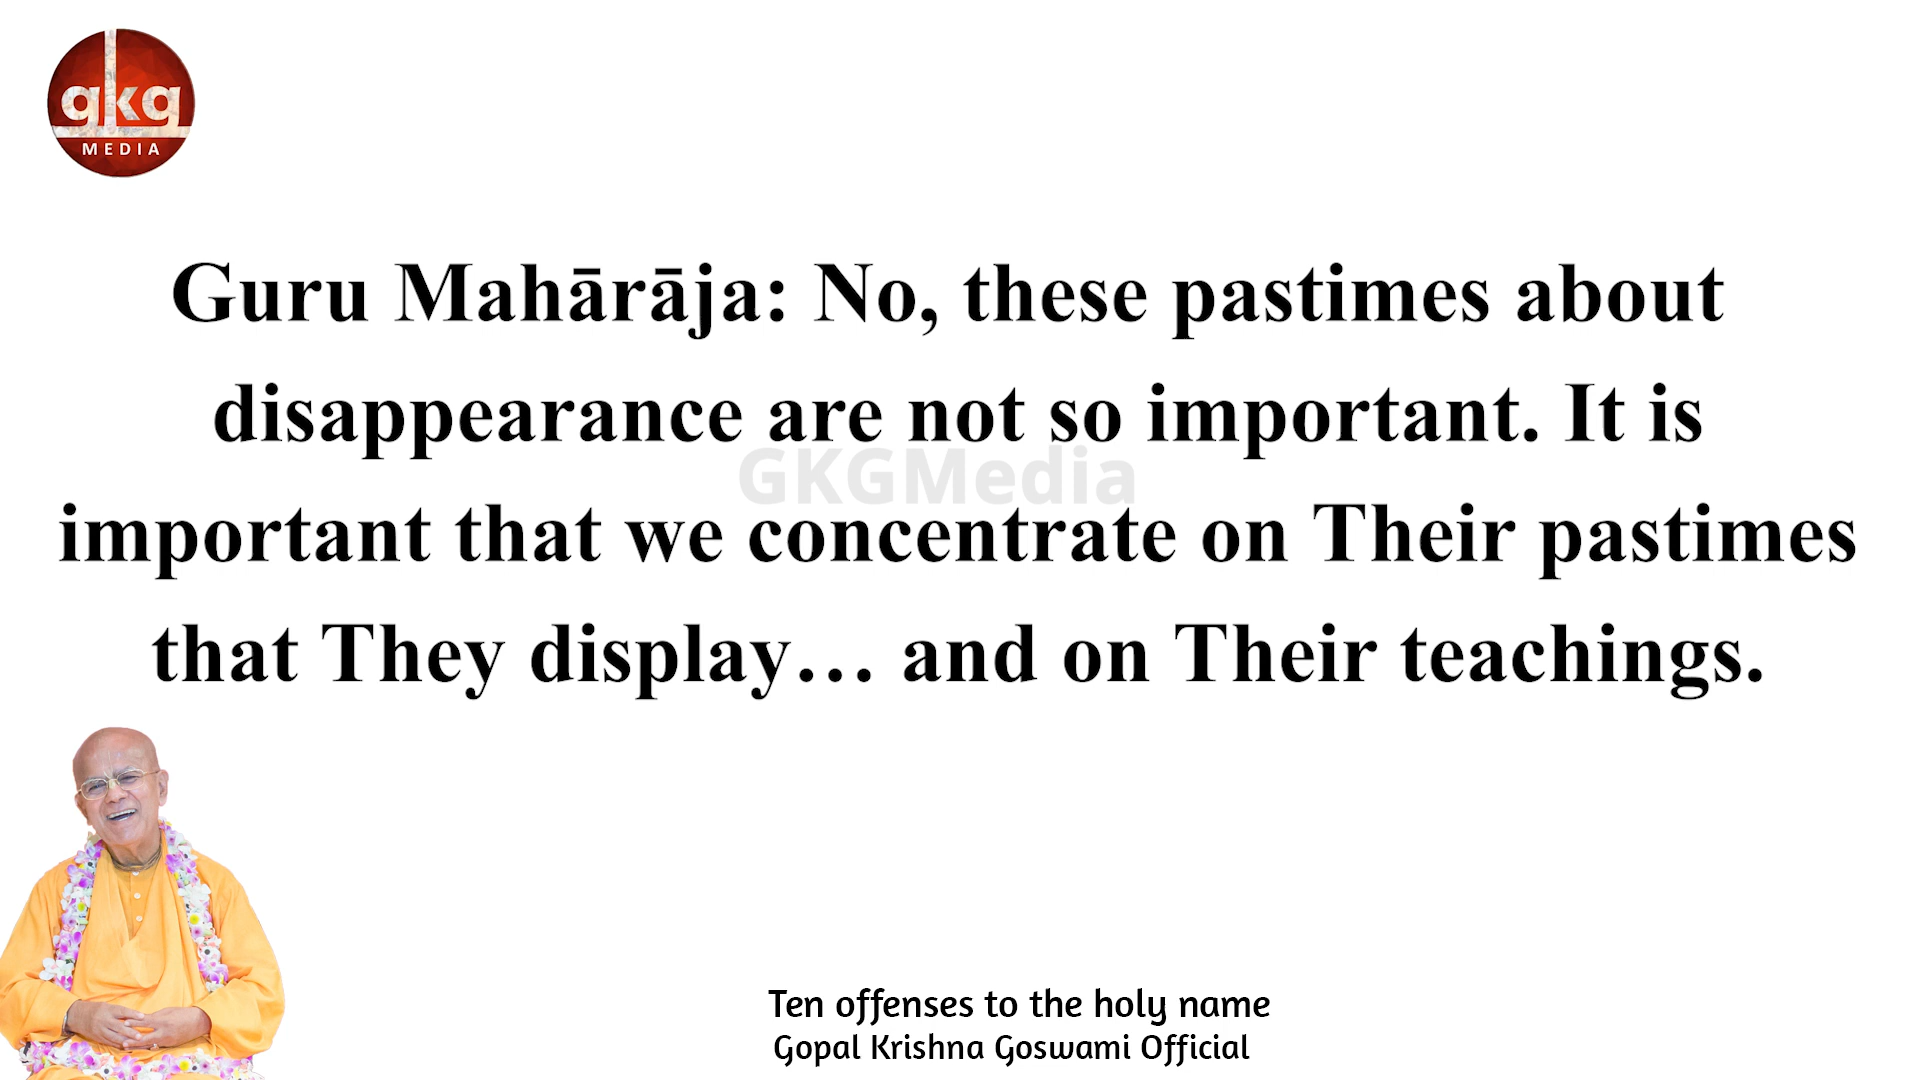 gkg
MEDIA
Guru Mahārāja: No, these pastimes about
disappearance are not so important. It is
GKGMedia
important that we concentrate on Their pastimes
that They display… and on Their teachings.
Ten offenses to the holy name
Gopal Krishna Goswami Official